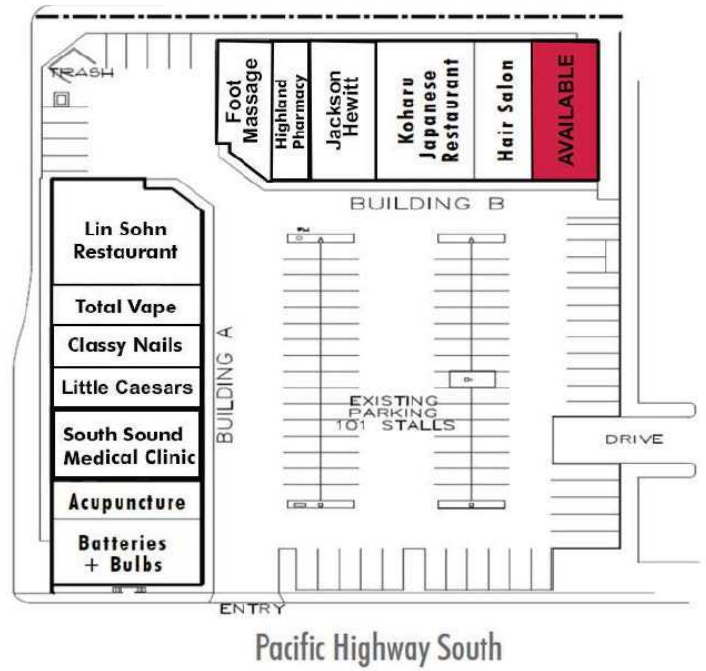 TRASH
Foot
Massage
Highland
Pharmacy
Jackson
Hewitt
Koharu
Japanese
Restaurant
Hair Salon
AVAILABLE
BUILDING B
Lin Sohn
Restaurant
Total Vape
Classy Nails
Little Caesars
South Sound
Medical Clinic
Acupuncture
Batteries
+ Bulbs
BUILDING A
EXISTING
PARKING
101 STALLS
DRIVE
ENTRY
Pacific Highway South